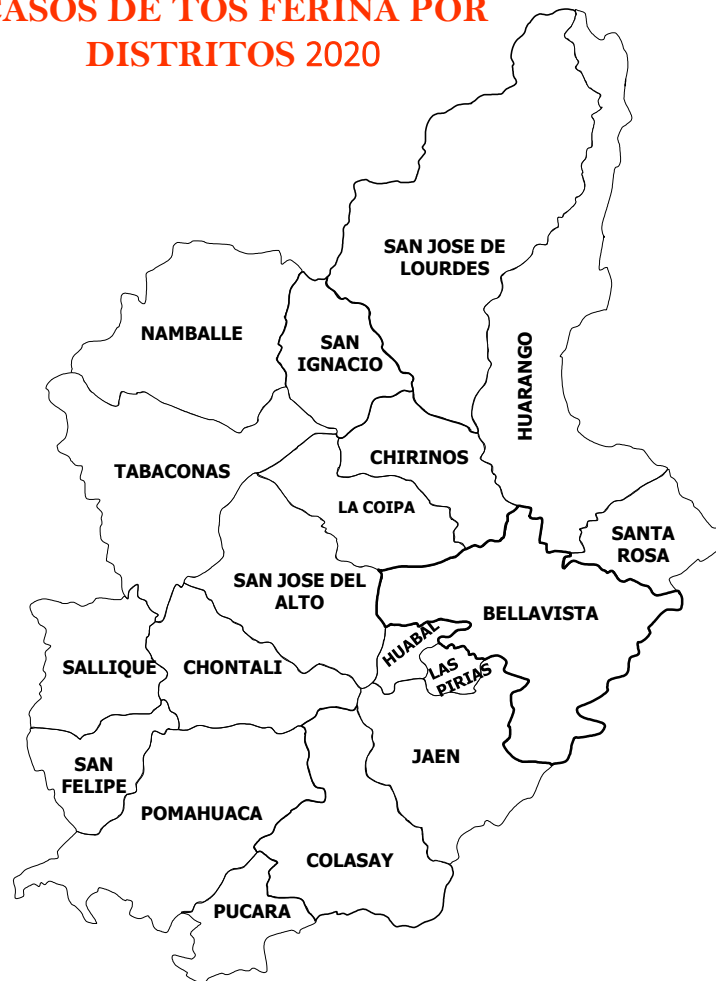 CASOS DE TOS FERINA POR
DISTRITOS 2020
SAN JOSE DE
LOURDES
NAMBALLE
SAN
IGNACIO
HUARANGO
CHIRINOS
TABACONAS
LA COIPA
SANTA
ROSA
SAN JOSE DEL
ALTO
BELLAVISTA
HUABAL
SALLIQUE
CHONTALI
LAS
PIRIAS
JAEN
SAN
FELIPE
POMAHUACA
COLASAY
PUCARA